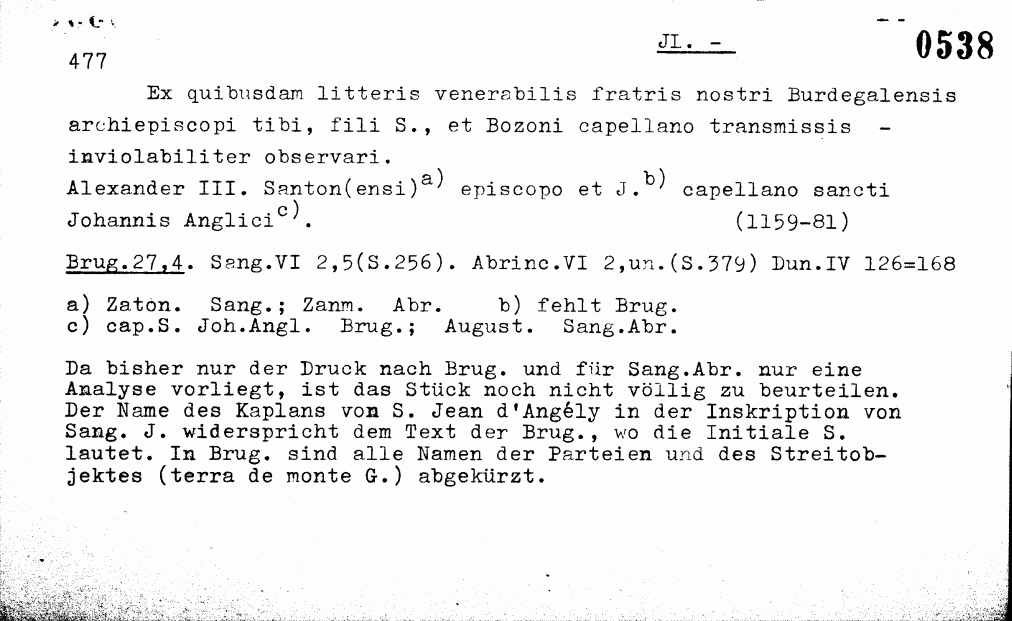 JL. -
0538
477
Ex quibusdam litteris venerabilis fratris nostri Burdegalensis
archiepiscopi tibi, fili S., et Bozoni capellano transmissis -
inviolabiliter observari.
Alexander III. Santon(ensi)a) episcopo et J.b) capellano sancti
Johannis Anglicic). (1159-81)
Brug.27,4. Sang.VI 2,5(S.256). Abrinc.VI 2,un.(S.379) Dun.IV 126=168
a) Zaton. Sang.; Zanm. Abr. b) fehlt Brug.
c) cap.S. Joh.Angl. Brug.; August. Sang.Abr.
Da bisher nur der Druck nach Brug. und für Sang.Abr. nur eine
Analyse vorliegt, ist das Stück noch nicht völlig zu beurteilen.
Der Name des Kaplans von S. Jean d'Angély in der Inskription von
Sang. J. widerspricht dem Text der Brug., wo die Initiale S.
lautet. In Brug. sind alle Namen der Parteien und des Streitob-
jektes (terra de monte G.) abgekürzt.